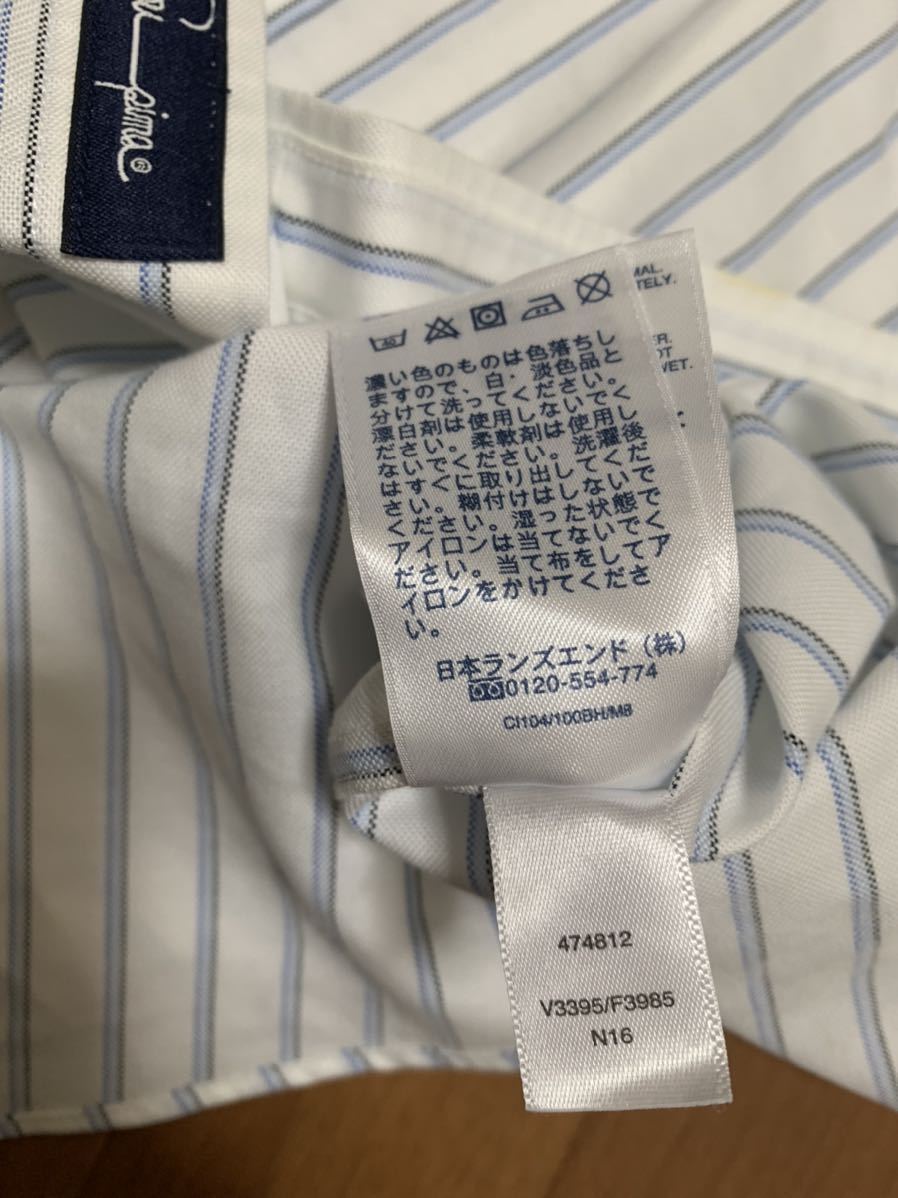 pima®
MAL.
TELY.
ER.
OT
WET.
40
濃い色のものは色落ちし
ますので、白、淡色品と
分けて洗ってください。
漂白剤は使用しないでく
ださい。柔軟剤は使用し
ないでください。洗濯後
はすぐに取り出してくだ
さい。糊付けはしないで
ください。湿った状態で
アイロンは当てないでく
ださい。当て布をしてア
イロンをかけてくださ
い。
日本ランズエンド（株）
0120-554-774
CI104/100BH/M8
474812
V3395/F3985
N16